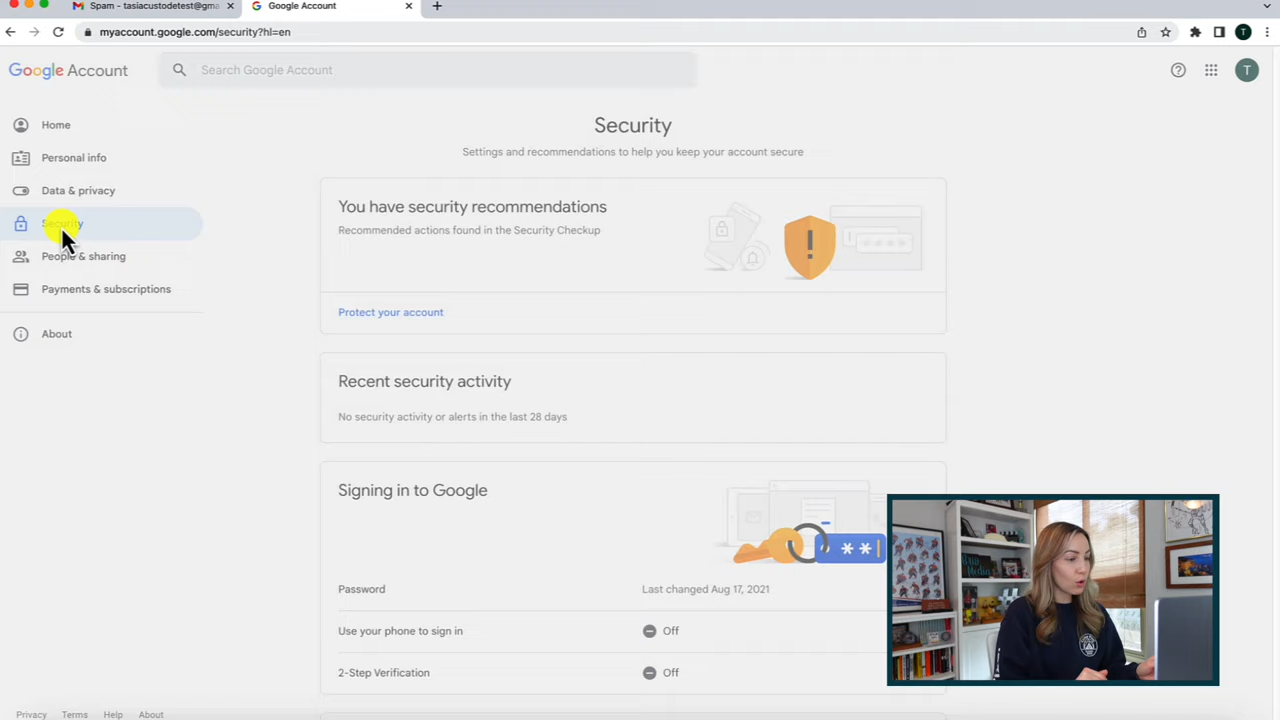 Spam - tasiacustodetest@gma
Google Account
myaccount.google.com/security?hl=en
T
Google Account
Search Google Account
T
Home
Personal info
Data & privacy
Security
People & sharing
Payments & subscriptions
About
Security
Settings and recommendations to help you keep your account secure
You have security recommendations
Recommended actions found in the Security Checkup
Protect your account
Recent security activity
No security activity or alerts in the last 28 days
Signing in to Google
Password
Last changed Aug 17, 2021
Use your phone to sign in
Off
2-Step Verification
Off
Privacy Terms Help About